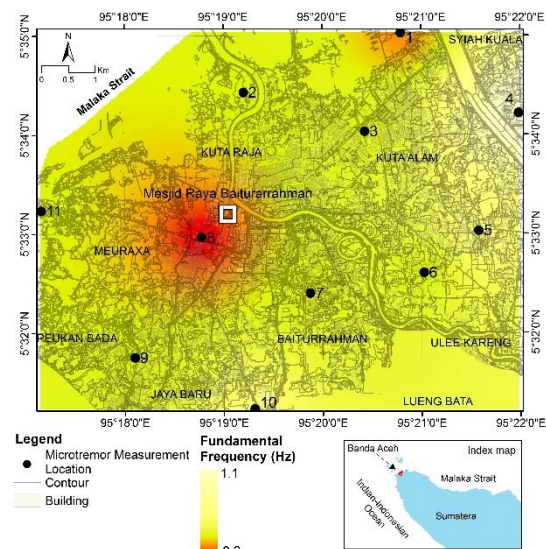 95°18'0"E 95°19'0"E 95°20'0"E 95°21'0"E 95°22'0"E
5°35'0"N 5°34'0"N 5°33'0"N 5°32'0"N
N
0 0.5 1 Km
Malaka Strait
1
SYIAH KUALA
2
4
3
KUTA RAJA
KUTA ALAM
Mesjid Raya Baiturarrahman
11
8
5
MEURAXA
6
7
PEUKAN BADA
BAITURRAHMAN
ULEE KARENG
9
JAYA BARU
10
LUENG BATA
5°35'0"N 5°34'0"N 5°33'0"N 5°32'0"N
95°18'0"E 95°19'0"E 95°20'0"E 95°21'0"E 95°22'0"E
Legend
Microtremor Measurement
Location
Contour
Building
Fundamental
Frequency (Hz)
1.1
Banda Aceh
Index map
Malaka Strait
Indian-Indonesian
Ocean
Sumatera